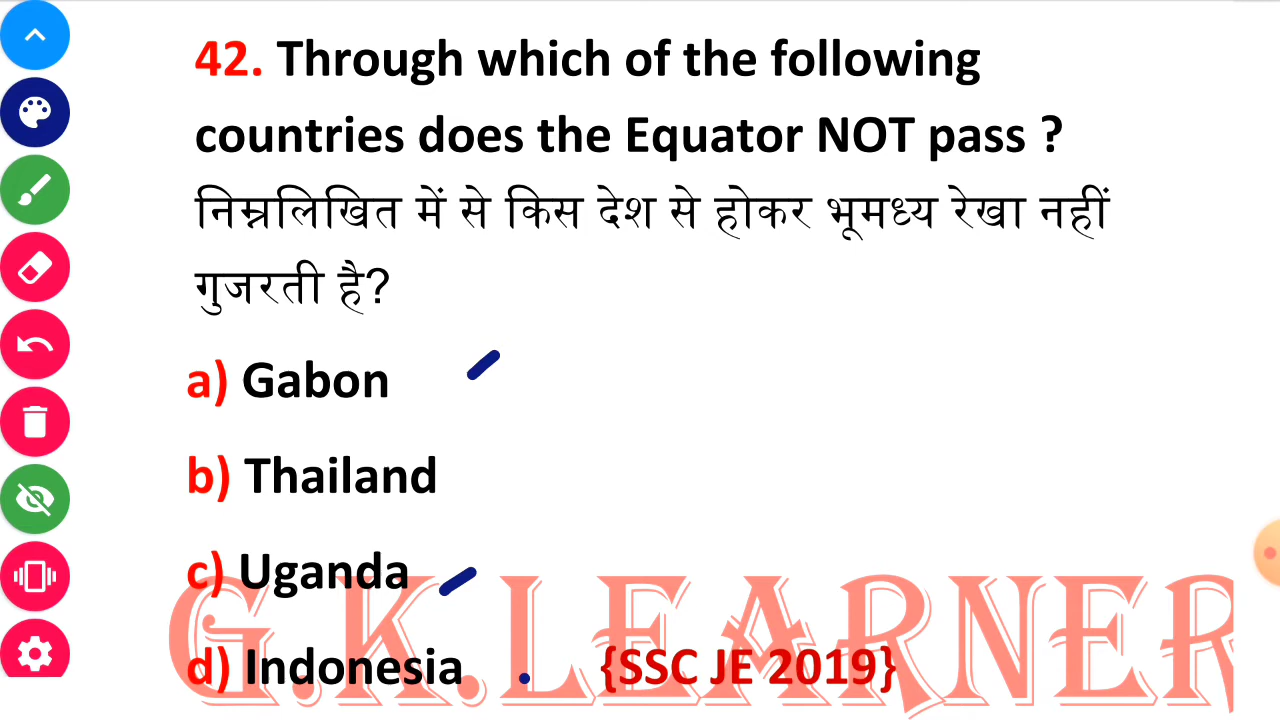 42. Through which of the following
countries does the Equator NOT pass ?
निम्नलिखित में से किस देश से होकर भूमध्य रेखा नहीं
गुजरती है?
a) Gabon
b) Thailand
c) Uganda
d) Indonesia {SSC JE 2019}
G.K.LEARNER